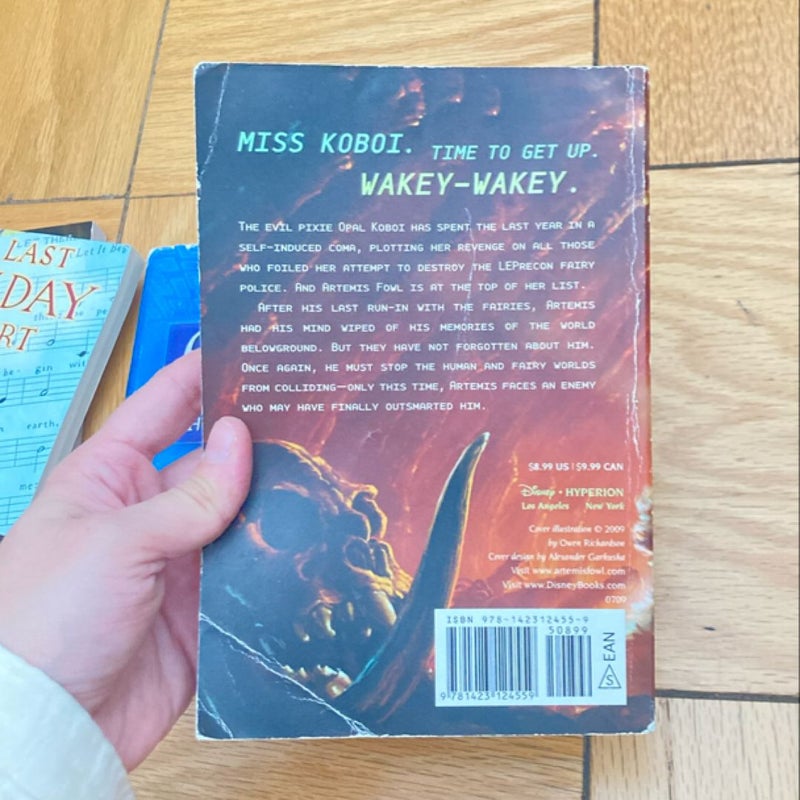 MISS KOBOI. TIME TO GET UP.
WAKEY-WAKEY.
THE EVIL PIXIE OPAL KOBOI HAS SPENT THE LAST YEAR IN A
SELF-INDUCED COMA, PLOTTING HER REVENGE ON ALL THOSE
WHO FOILED HER ATTEMPT TO DESTROY THE LEPRECON FAIRY
POLICE. AND ARTEMIS FOWL IS AT THE TOP OF HER LIST.
AFTER HIS LAST RUN-IN WITH THE FAIRIES, ARTEMIS
HAD HIS MIND WIPED OF HIS MEMORIES OF THE WORLD
BELOWGROUND. BUT THEY HAVE NOT FORGOTTEN ABOUT HIM.
ONCE AGAIN, HE MUST STOP THE HUMAN AND FAIRY WORLDS
FROM COLLIDING—ONLY THIS TIME, ARTEMIS FACES AN ENEMY
WHO MAY HAVE FINALLY OUTSMARTED HIM.
$8.99 US | $9.99 CAN
Disney • HYPERION
Los Angeles New York
Cover illustration © 2009
by Owen Richardson
Cover design by Alexander Garkusha
Visit www.artemisfowl.com
Visit www.DisneyBooks.com
0709
ISBN 978-142312455-9
50899
9 781423 124559
EAN
S
LAST
DAY
RT
Let It Be
gin wit
earth,
me